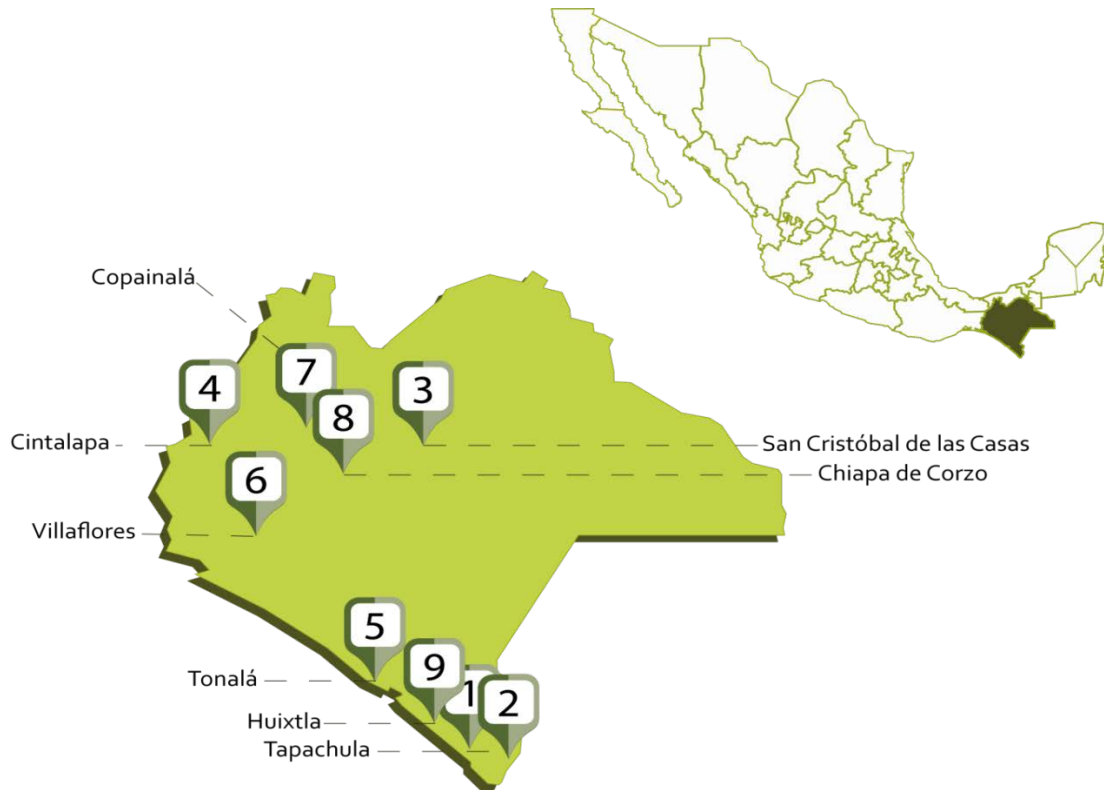 Copainalá
7
4
3
8
Cintalapa
San Cristóbal de las Casas
6
Chiapa de Corzo
Villaflores
5
9
1
2
Tonalá
Huixtla
Tapachula